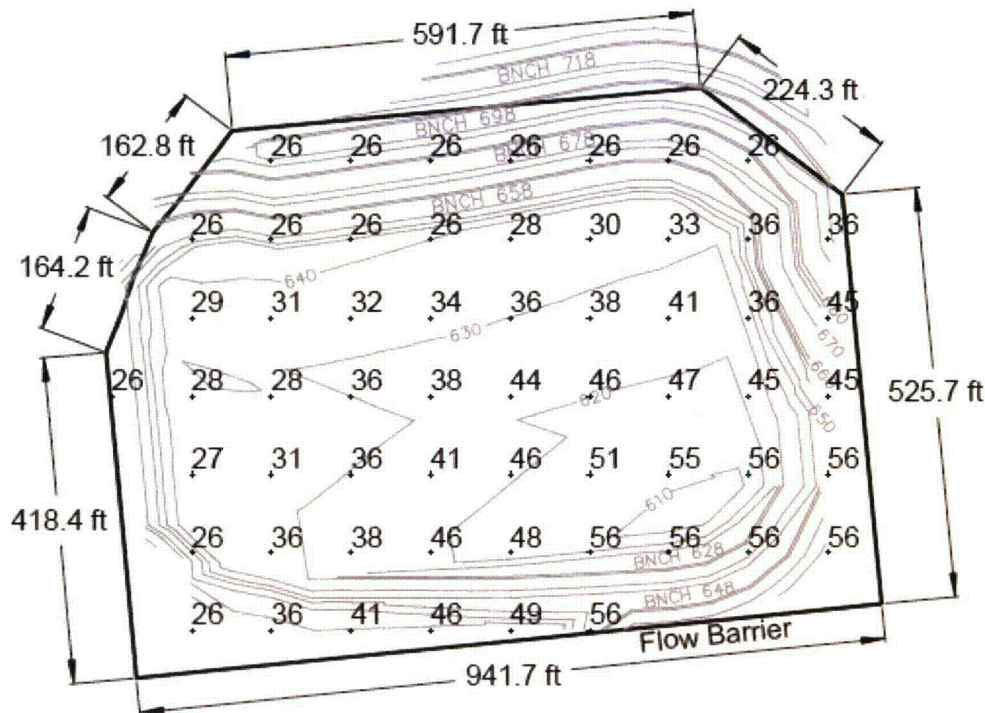 591.7 ft
BNCH 718
224.3 ft
162.8 ft
BNCH 698
26 26 26 26 26 26 26
BNCH 678
BNCH 658
26 26 26 26 28 30 33 36 36
164.2 ft
640
29 31 32 34 36 38 41 36 45
630
670
26 28 28 36 38 44 46 47 45 45
620
525.7 ft
650
27 31 36 41 46 51 55 56 56
610
418.4 ft
26 36 38 46 48 56 56 56 56
BNCH 628
BNCH 648
26 36 41 46 49 56
Flow Barrier
941.7 ft